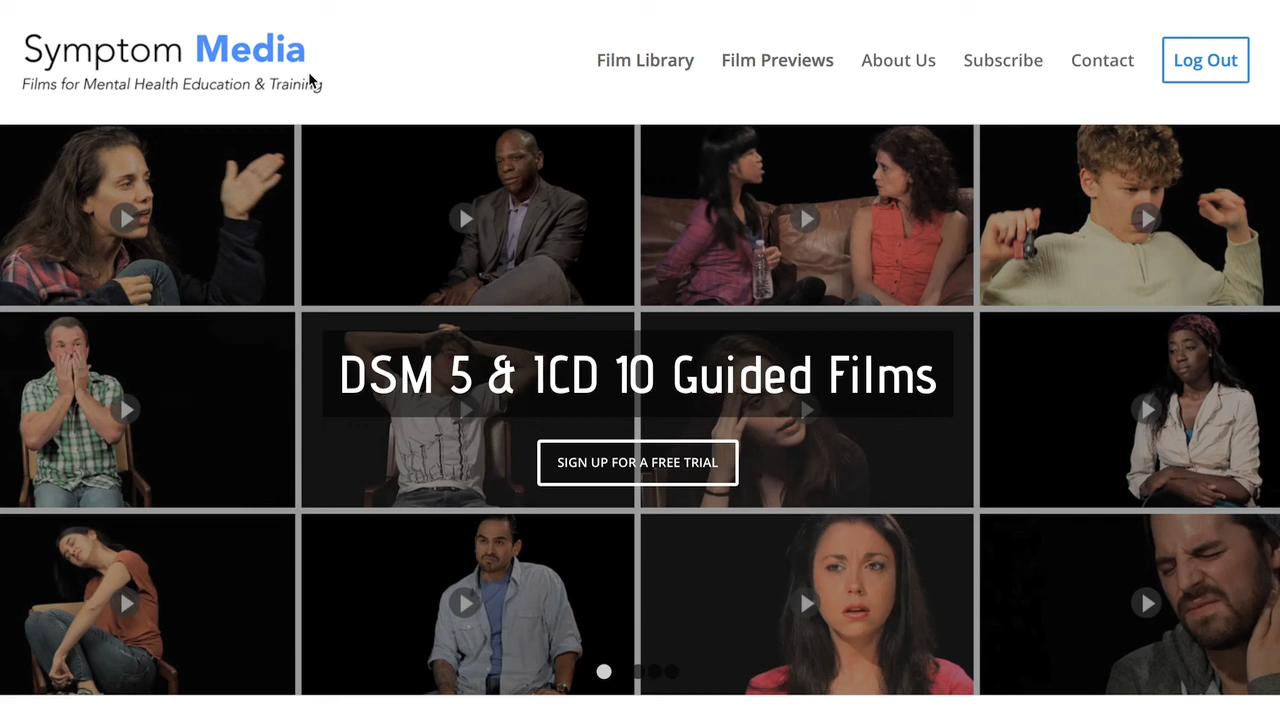 Symptom Media
Films for Mental Health Education & Training
Film Library
Film Previews
About Us
Subscribe
Contact
Log Out
DSM 5 & ICD 10 Guided Films
SIGN UP FOR A FREE TRIAL